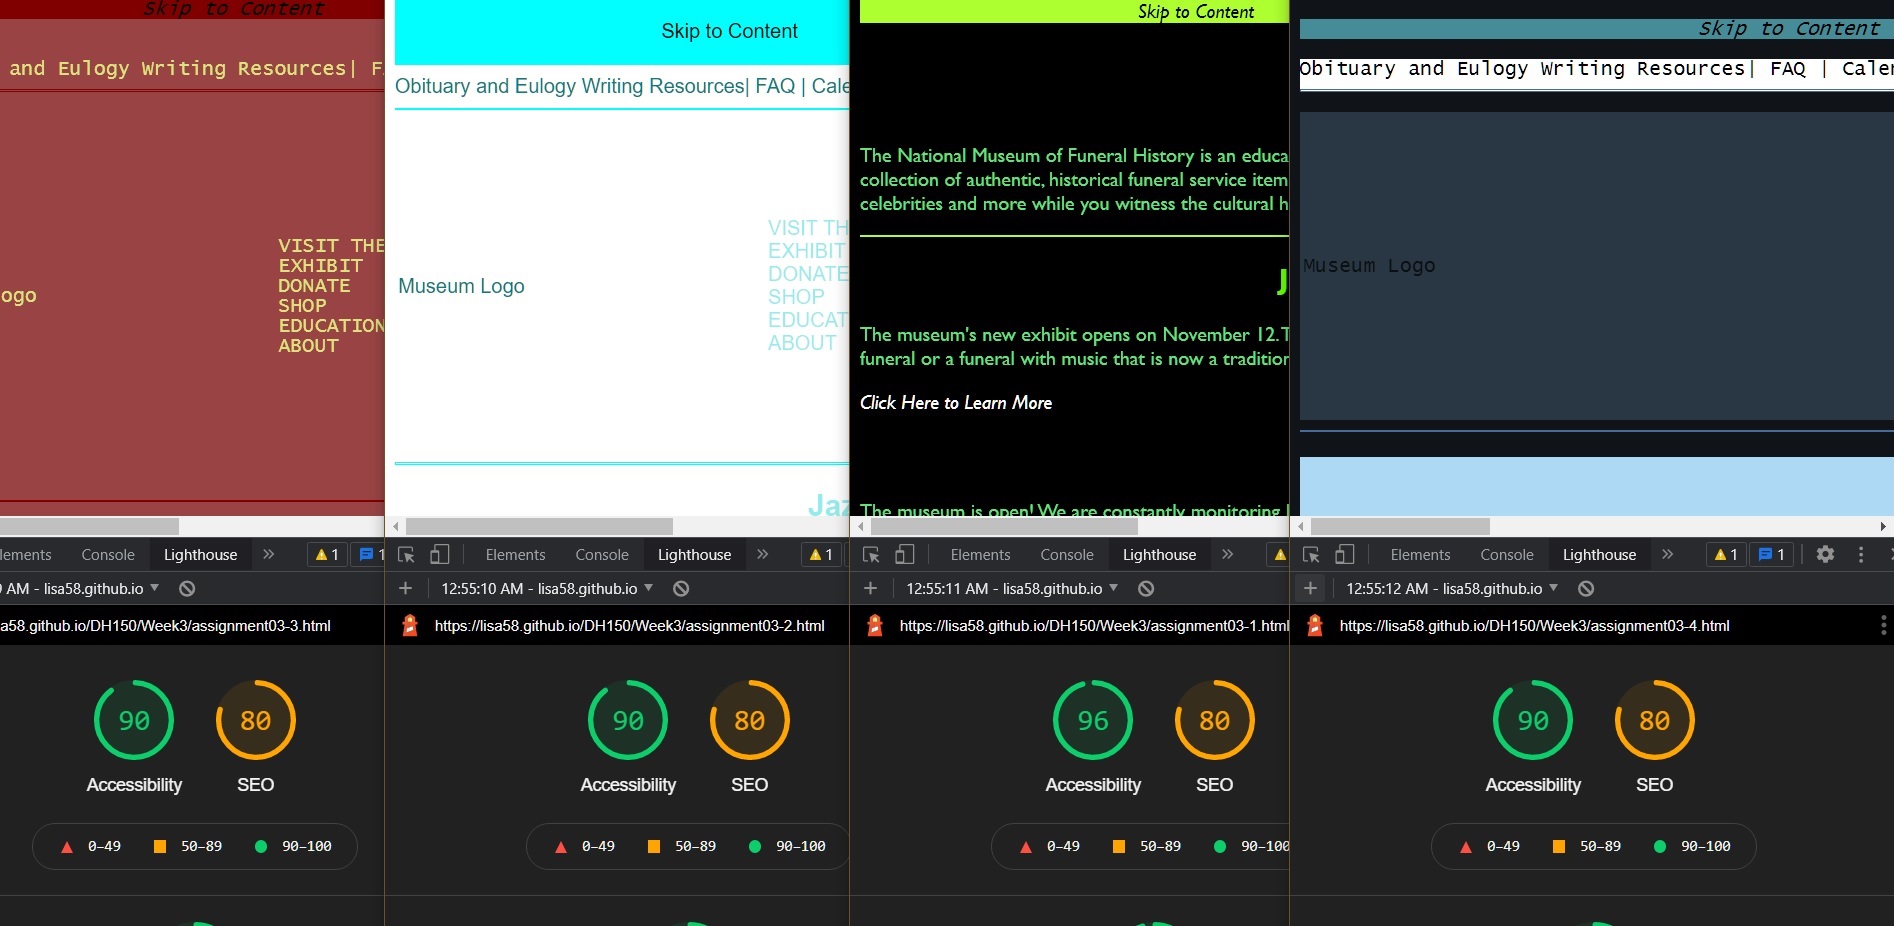 Skip to Content
and Eulogy Writing Resources| F
ogo
VISIT THE
EXHIBIT
DONATE
SHOP
EDUCATION
ABOUT
lements Console Lighthouse » 1 1
AM - lisa58.github.io
sa58.github.io/DH150/Week3/assignment03-3.html
90 80
Accessibility SEO
0–49 50–89 90–100
Skip to Content
Obituary and Eulogy Writing Resources| FAQ | Cale
Museum Logo
VISIT TH
EXHIBIT
DONATE
SHOP
EDUCAT
ABOUT
Jaz
Elements Console Lighthouse » 1
12:55:10 AM - lisa58.github.io
https://lisa58.github.io/DH150/Week3/assignment03-2.html
90 80
Accessibility SEO
0–49 50–89 90–100
Skip to Content
The National Museum of Funeral History is an educa
collection of authentic, historical funeral service item
celebrities and more while you witness the cultural h
J
The museum's new exhibit opens on November 12. T
funeral or a funeral with music that is now a tradition
Click Here to Learn More
The museum is open! We are constantly monitoring
Elements Console Lighthouse »
12:55:11 AM - lisa58.github.io
https://lisa58.github.io/DH150/Week3/assignment03-1.html
96 80
Accessibility SEO
0–49 50–89 90–100
Skip to Content
Obituary and Eulogy Writing Resources| FAQ | Caler
Museum Logo
Elements Console Lighthouse » 1 1
12:55:12 AM - lisa58.github.io
https://lisa58.github.io/DH150/Week3/assignment03-4.html
90 80
Accessibility SEO
0–49 50–89 90–100